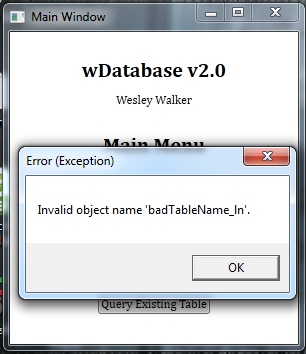 Main Window
wDatabase v2.0
Wesley Walker
Main Menu
Error (Exception)
Invalid object name 'badTableName_In'.
OK
Query Existing Table